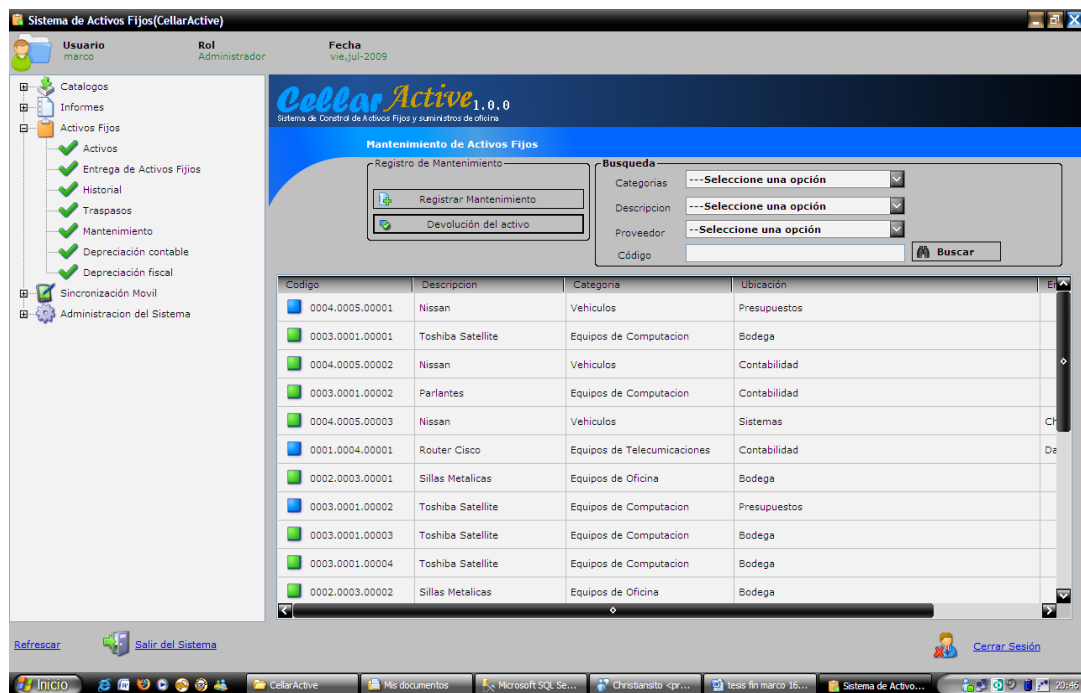 Sistema de Activos Fijos(CellarActive)
Usuario Rol Fecha
marco Administrador vie,jul-2009
Catalogos
Informes
Activos Fijos
Activos
Entrega de Activos Fijios
Historial
Traspasos
Mantenimiento
Depreciación contable
Depreciación fiscal
Sincronización Movil
Administracion del Sistema
Cellar Active 1.0.0
Sistema de Constrol de Activos Fijos y suministros de oficina
Mantenimiento de Activos Fijos
Registro de Mantenimiento
Registrar Mantenimiento
Devolución del activo
Busqueda
Categorias ---Seleccione una opción
Descripcion ---Seleccione una opción
Proveedor --Seleccione una opción
Código Buscar
Codigo Descripcion Categoria Ubicación
0004.0005.00001 Nissan Vehiculos Presupuestos
0003.0001.00001 Toshiba Satellite Equipos de Computacion Bodega
0004.0005.00002 Nissan Vehiculos Contabilidad
0003.0001.00002 Parlantes Equipos de Computacion Contabilidad
0004.0005.00003 Nissan Vehiculos Sistemas Ch
0001.0004.00001 Router Cisco Equipos de Telecumicaciones Contabilidad Da
0002.0003.00001 Sillas Metalicas Equipos de Oficina Bodega
0003.0001.00002 Toshiba Satellite Equipos de Computacion Presupuestos
0003.0001.00003 Toshiba Satellite Equipos de Computacion Bodega
0003.0001.00004 Toshiba Satellite Equipos de Computacion Bodega
0002.0003.00002 Sillas Metalicas Equipos de Oficina Bodega
Refrescar Salir del Sistema Cerrar Sesión
Inicio CellarActive Mis documentos Microsoft SQL Se... Christiansito <pr... tesis fin marco 16... Sistema de Activo... 20:46